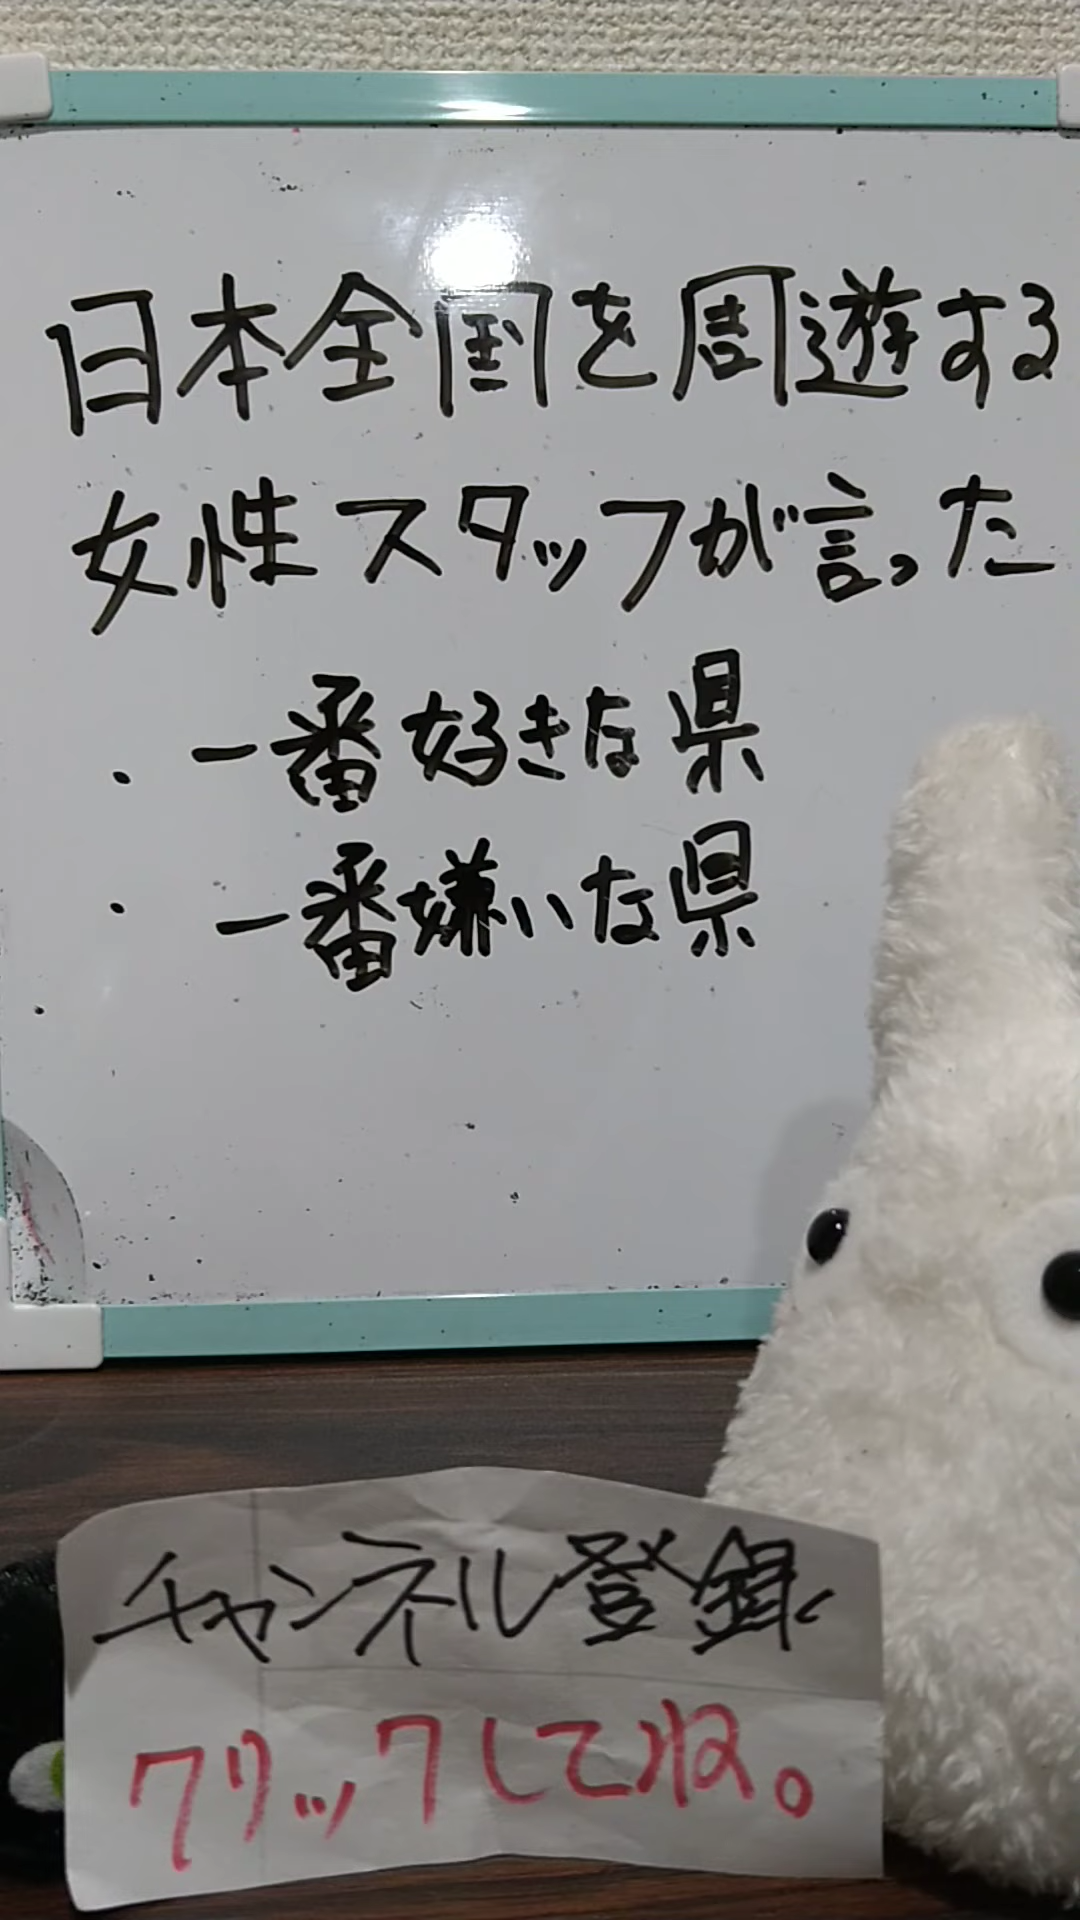 日本全国を周遊する
女性スタッフが言った
・一番好きな県
・一番嫌いな県
チャンネル登録
クリックしてね。